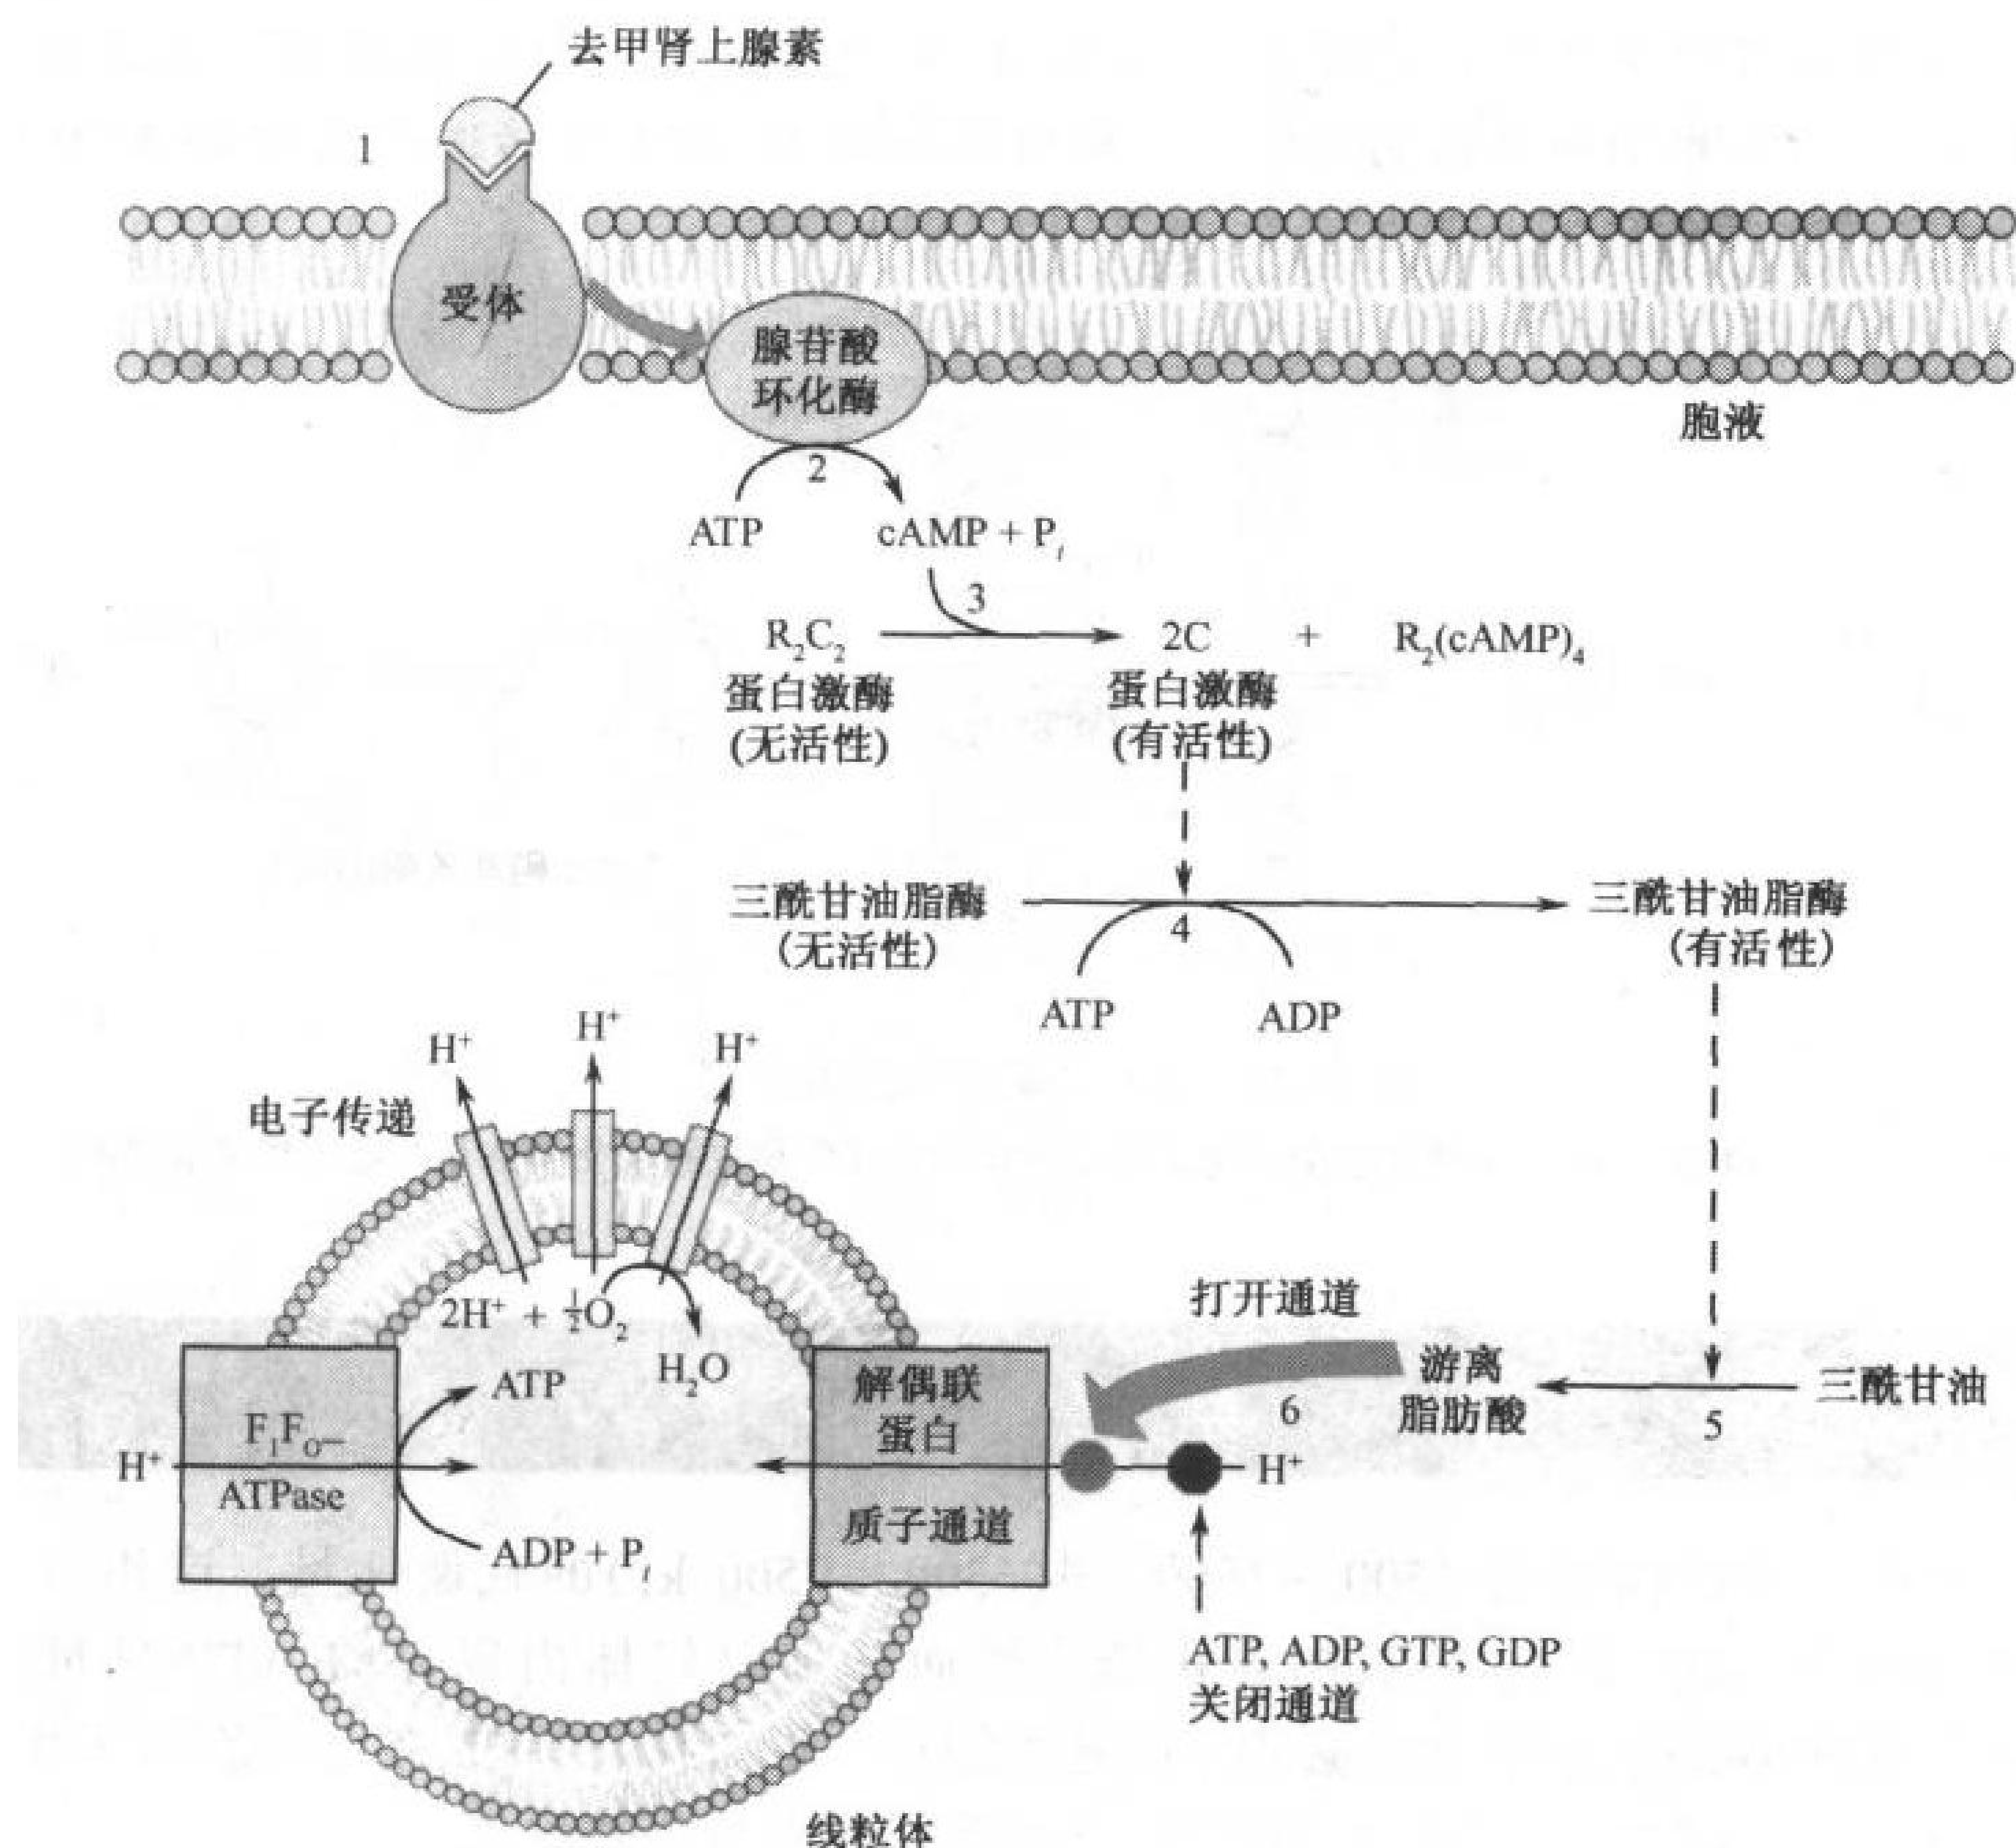 去甲肾上腺素
1
受体
腺苷酸
环化酶
胞液
2
ATP
cAMP + Pi
3
R₂C₂
2C + R₂(cAMP)₄
蛋白激酶
(无活性)
蛋白激酶
(有活性)
三酰甘油脂酶
(无活性)
4
三酰甘油脂酶
(有活性)
ATP
ADP
H⁺
H⁺
H⁺
电子传递
2H⁺ + ½O₂
H₂O
打开通道
6
游离
脂肪酸
5
三酰甘油
解偶联
蛋白
质子通道
H⁺
ATP
F₁F₀—
ATPase
H⁺
ADP + Pi
ATP, ADP, GTP, GDP
关闭通道
线粒体